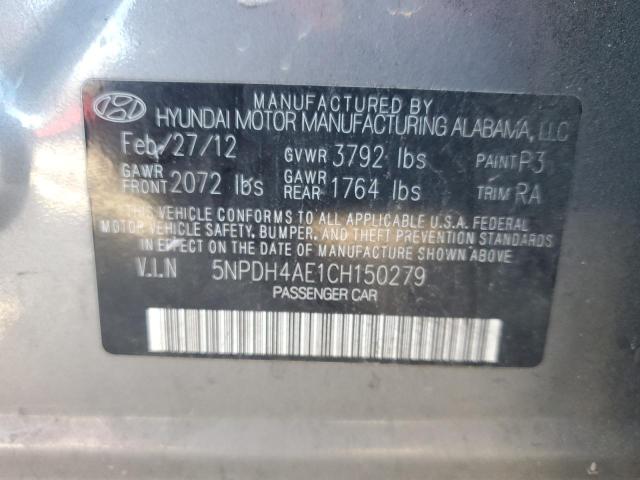 MANUFACTURED BY
HYUNDAI MOTOR MANUFACTURING ALABAMA, LLC
Feb/27/12 GVWR 3792 lbs PAINT P3
GAWR FRONT 2072 lbs GAWR REAR 1764 lbs TRIM RA
THIS VEHICLE CONFORMS TO ALL APPLICABLE U.S.A. FEDERAL
MOTOR VEHICLE SAFETY, BUMPER, AND THEFT PREVENTION STANDARDS
IN EFFECT ON THE DATE OF MANUFACTURE SHOWN ABOVE.
V.I.N 5NPDH4AE1CH150279
PASSENGER CAR